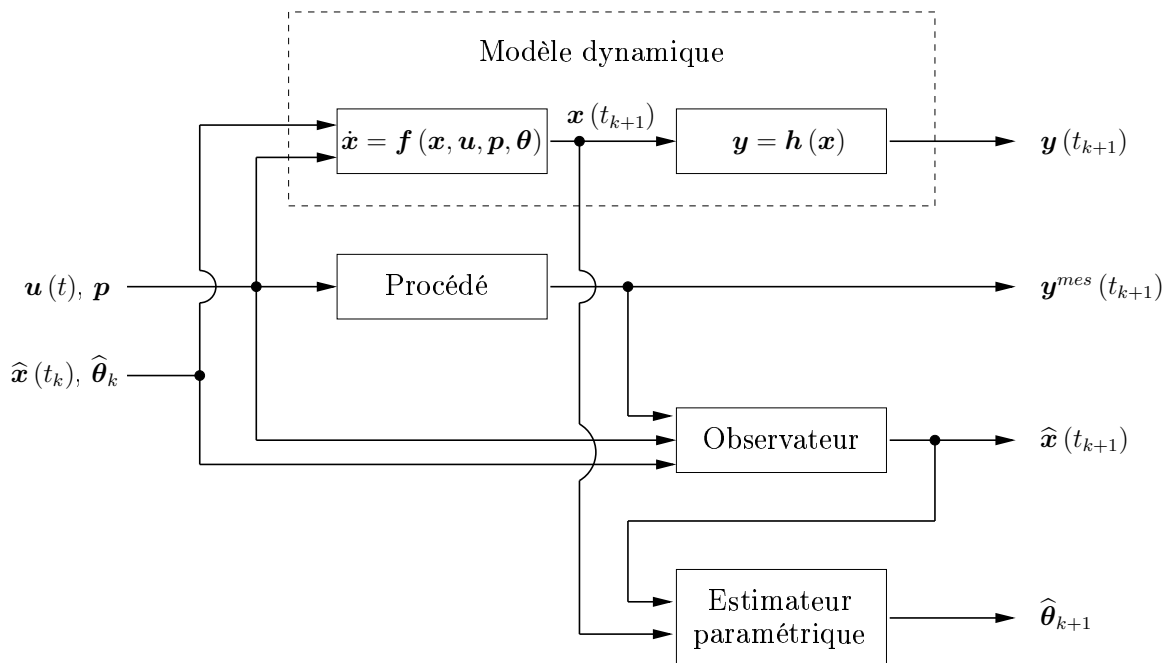 Modèle dynamique
ẋ = f (x, u, p, θ)
x (t_{k+1})
y = h (x)
y (t_{k+1})
u (t), p
Procédé
y^{mes} (t_{k+1})
x̂ (t_k), θ̂_k
Observateur
x̂ (t_{k+1})
Estimateur
paramétrique
θ̂_{k+1}